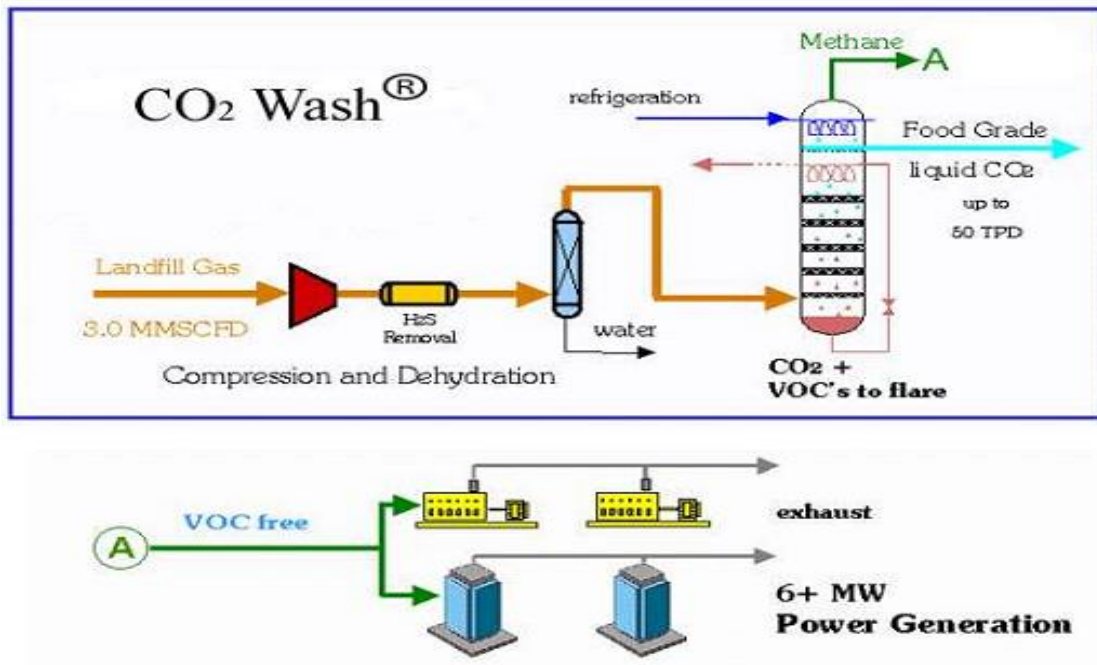 Methane A
CO₂ Wash®
refrigeration
Food Grade
liquid CO₂
up to
50 TPD
Landfill Gas
3.0 MMSCFD
H₂S
Removal
water
Compression and Dehydration
CO₂ +
VOC's to flare
A
VOC free
exhaust
6+ MW
Power Generation